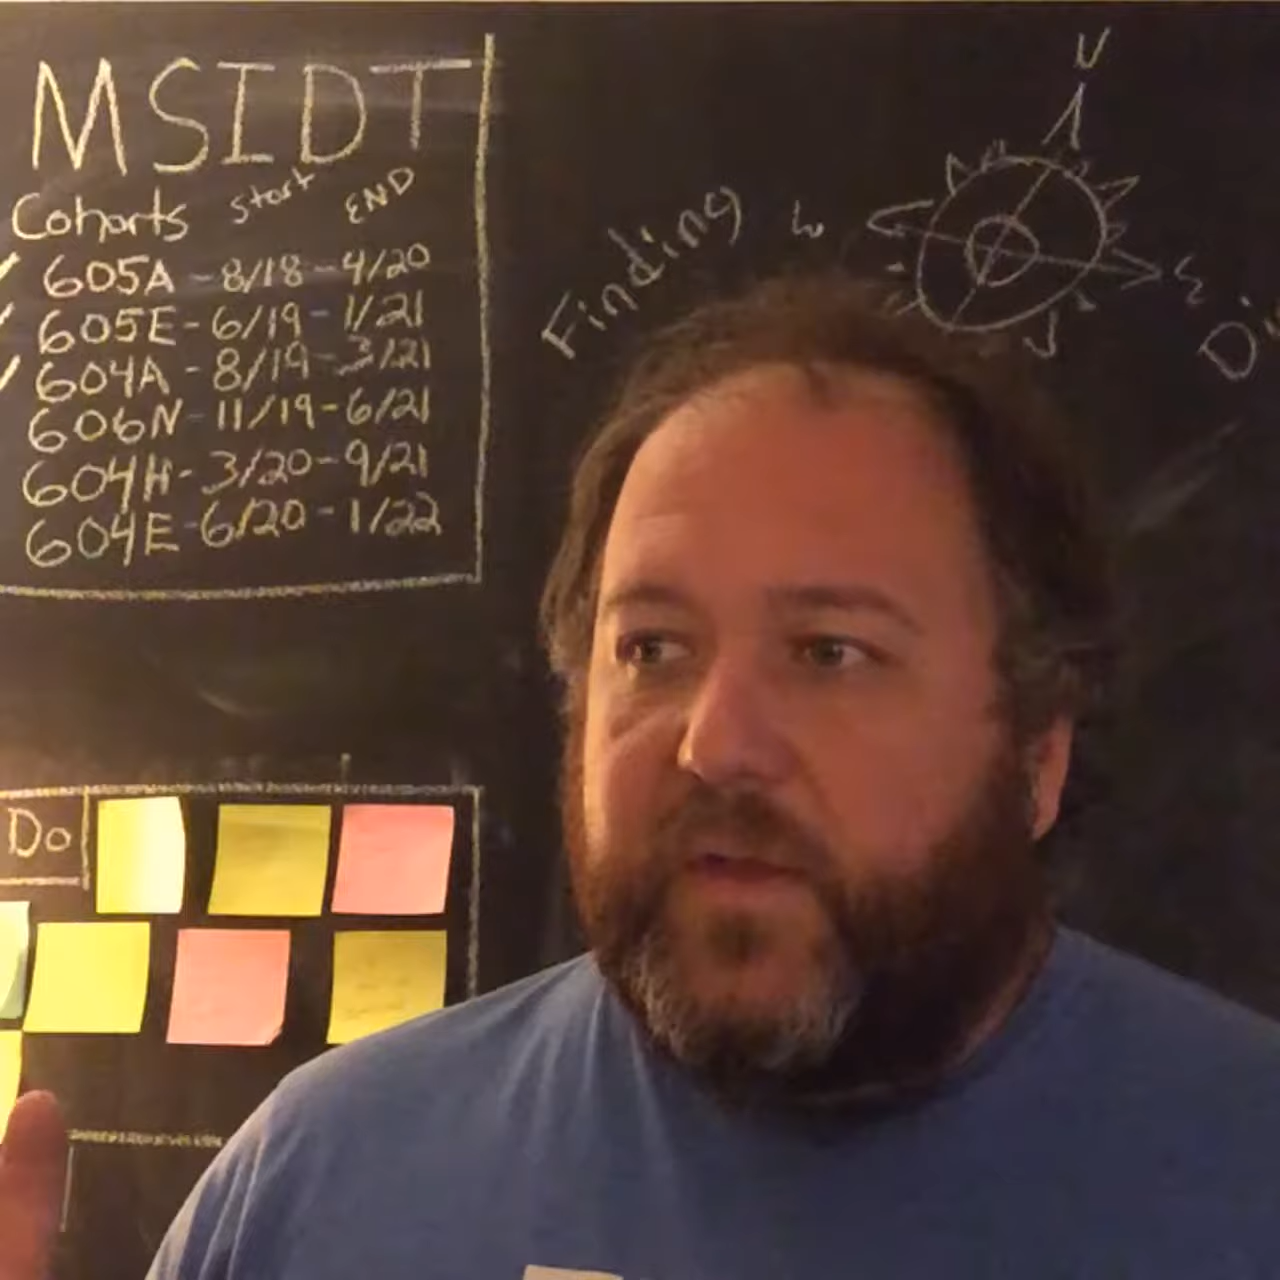 MSIDT
Cohorts Start END
605A - 8/18 - 4/20
605E - 6/19 - 1/21
604A - 8/19 - 3/21
606N - 11/19 - 6/21
604H - 3/20 - 9/21
604E - 6/20 - 1/22
Finding
N
Do